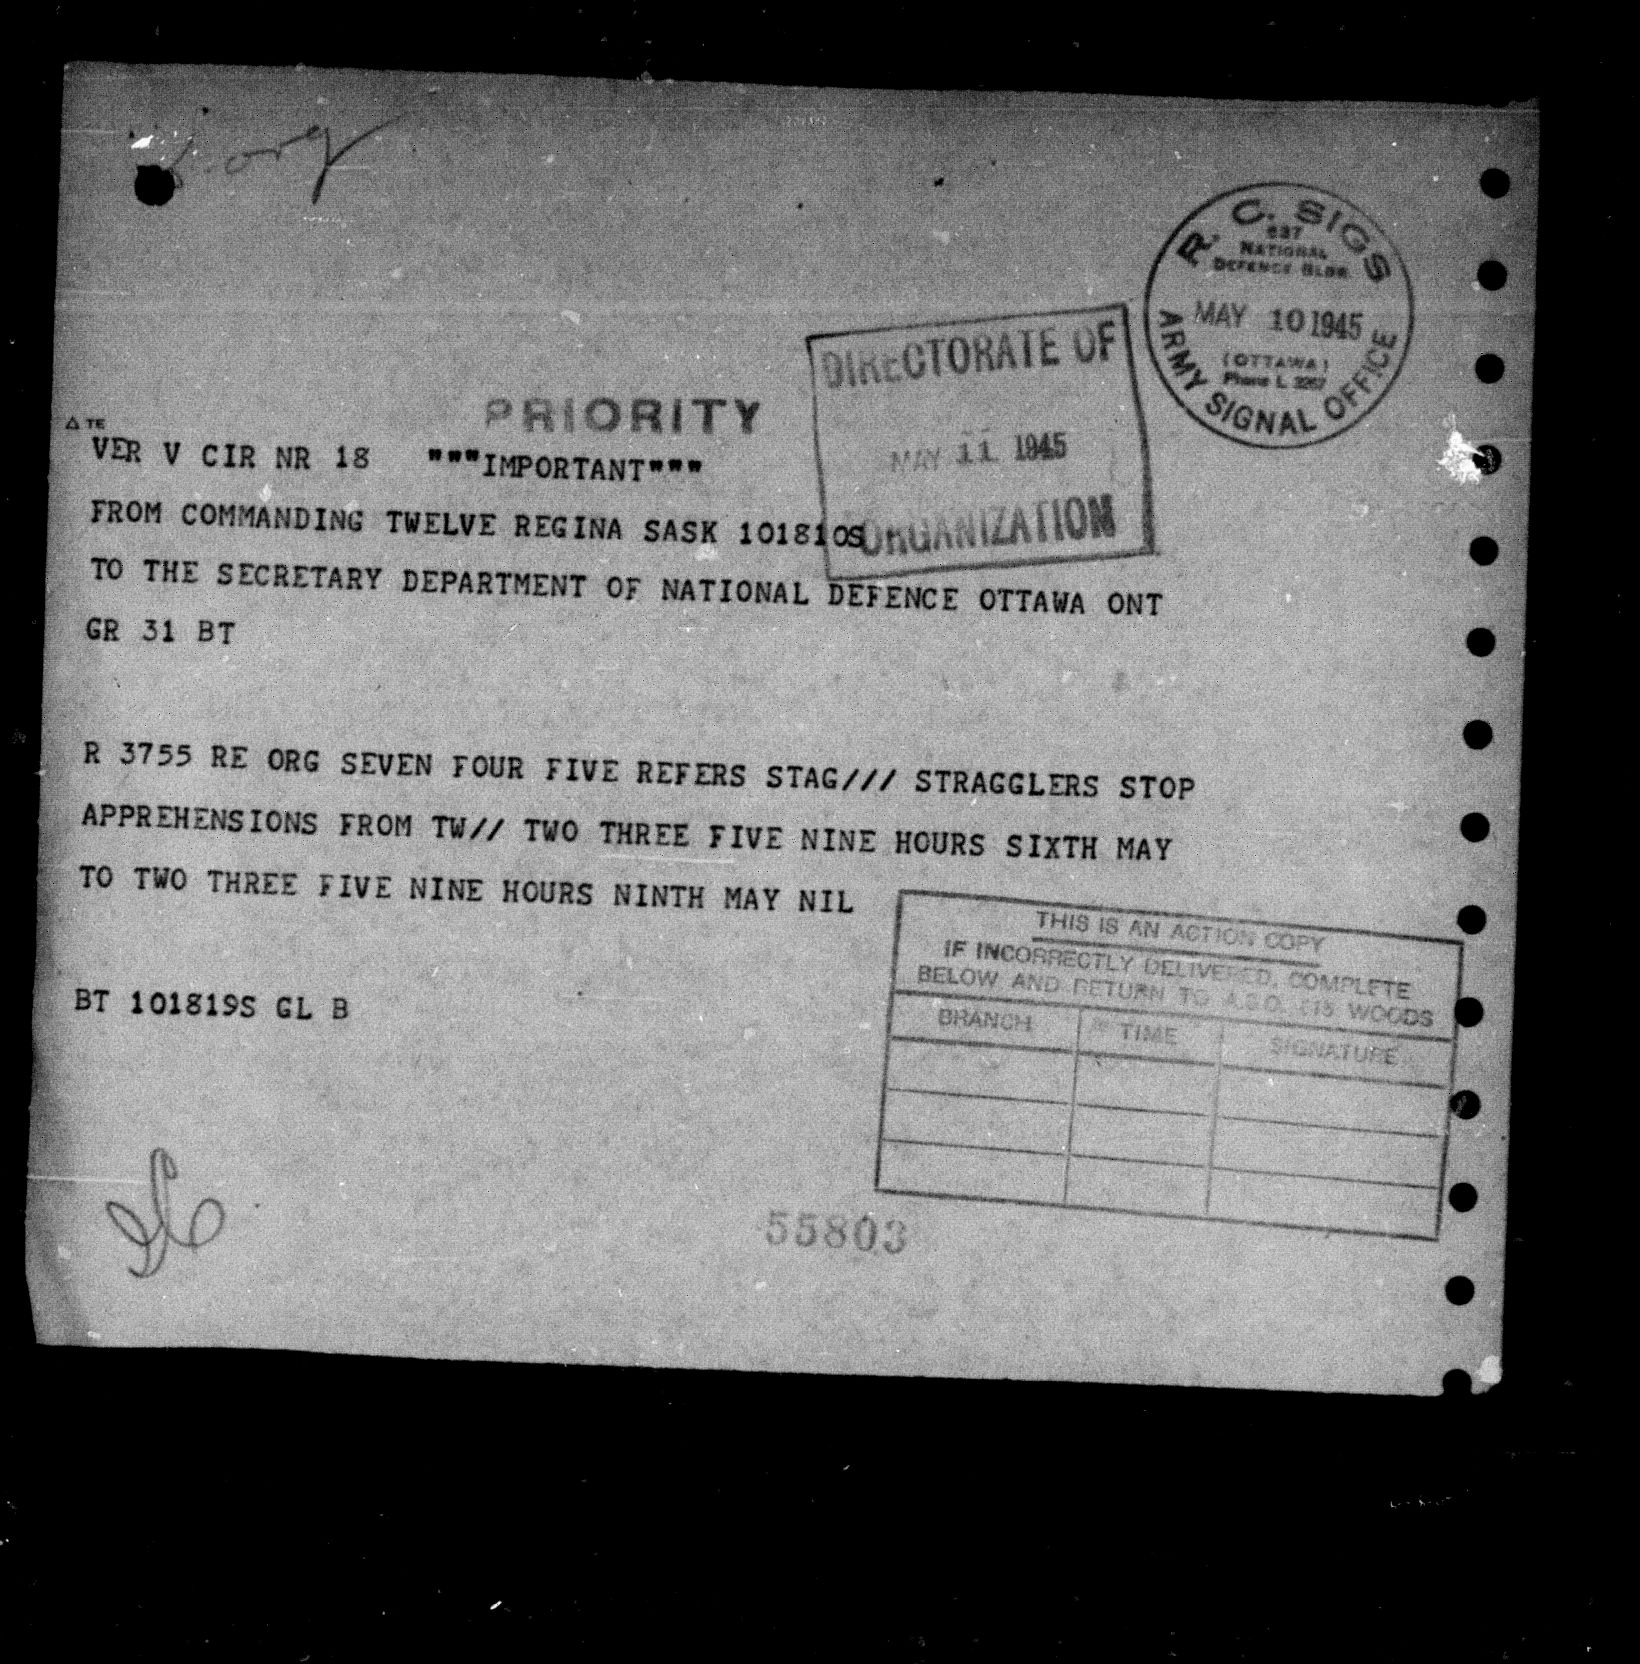 org
R. C. SIGS
NATIONAL
DEFENCE BLDG
MAY 10 1945
(OTTAWA)
ARMY SIGNAL OFFICE
DIRECTORATE OF
MAY 11 1945
ORGANIZATION
PRIORITY
△ TE
VER V CIR NR 18 """IMPORTANT"""
FROM COMMANDING TWELVE REGINA SASK 101810S
TO THE SECRETARY DEPARTMENT OF NATIONAL DEFENCE OTTAWA ONT
GR 31 BT
R 3755 RE ORG SEVEN FOUR FIVE REFERS STAG/// STRAGGLERS STOP
APPREHENSIONS FROM TW// TWO THREE FIVE NINE HOURS SIXTH MAY
TO TWO THREE FIVE NINE HOURS NINTH MAY NIL
BT 101819S GL B
THIS IS AN ACTION COPY
IF INCORRECTLY DELIVERED, COMPLETE
BELOW AND RETURN TO A.S.O. WOODS
BRANCH TIME SIGNATURE
55803